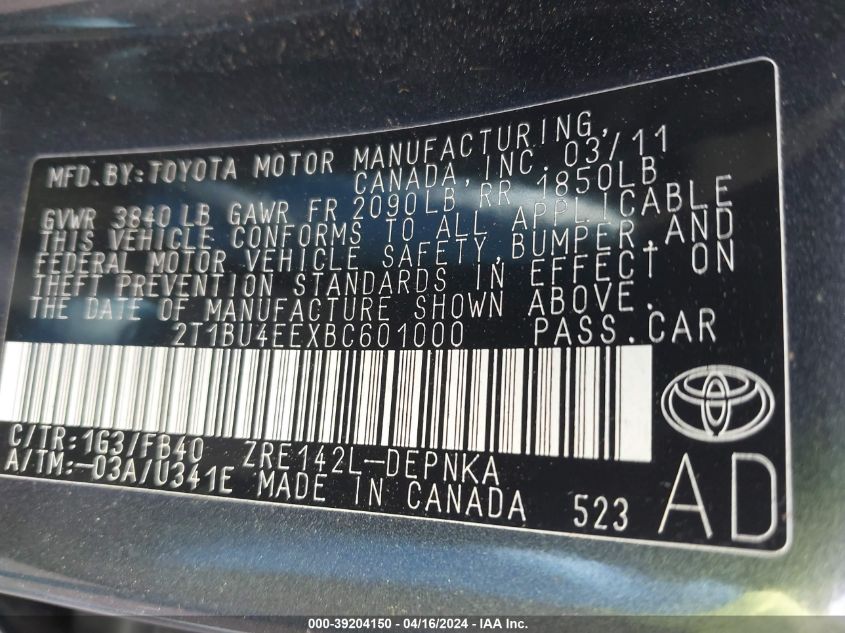 MFD.BY:TOYOTA MOTOR MANUFACTURING,
CANADA,INC. 03/11
GVWR 3840 LB GAWR FR 2090LB RR 1850LB
THIS VEHICLE CONFORMS TO ALL APPLICABLE
FEDERAL MOTOR VEHICLE SAFETY,BUMPER,AND
THEFT PREVENTION STANDARDS IN EFFECT ON
THE DATE OF MANUFACTURE SHOWN ABOVE.
2T1BU4EEXBC601000 PASS.CAR
C/TR:1G3/FB40 ZRE142L-DEPNKA
A/TM:-03A/U341E MADE IN CANADA 523
AD
000-39204150 - 04/16/2024 - IAA Inc.